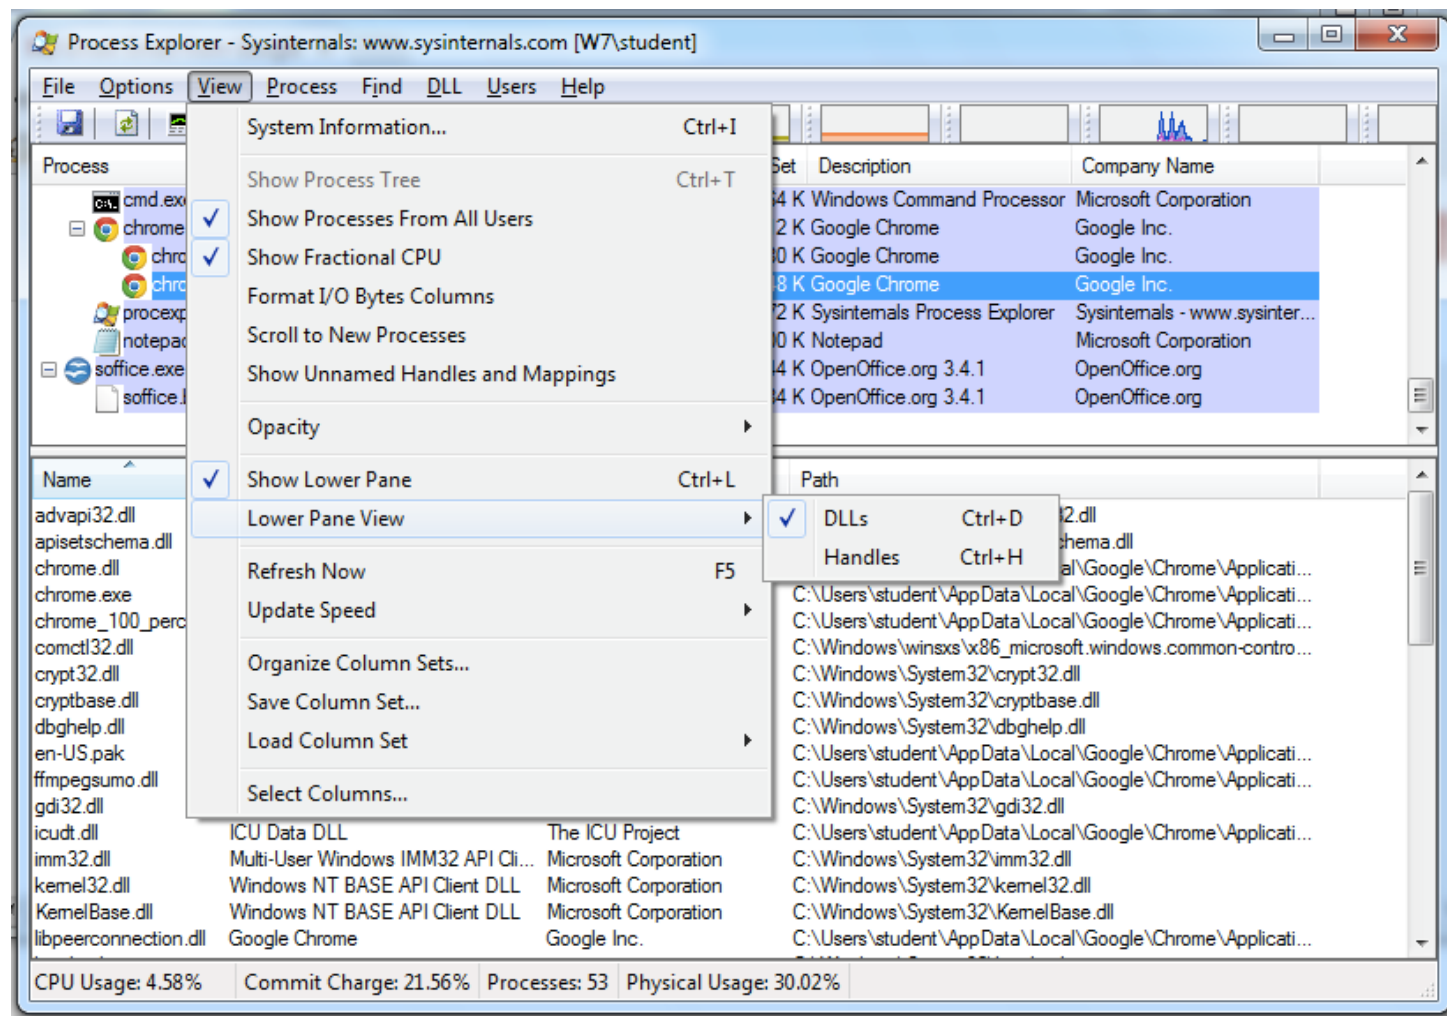 Process Explorer - Sysinternals: www.sysinternals.com [W7\student]
File Options View Process Find DLL Users Help
System Information... Ctrl+I
Show Process Tree Ctrl+T
Show Processes From All Users
Show Fractional CPU
Format I/O Bytes Columns
Scroll to New Processes
Show Unnamed Handles and Mappings
Opacity
Show Lower Pane Ctrl+L
Lower Pane View
Refresh Now F5
Update Speed
Organize Column Sets...
Save Column Set...
Load Column Set
Select Columns...
DLLs Ctrl+D
Handles Ctrl+H
Process Set Description Company Name
cmd.exe 64 K Windows Command Processor Microsoft Corporation
chrome 2 K Google Chrome Google Inc.
chro 30 K Google Chrome Google Inc.
chro 48 K Google Chrome Google Inc.
procexp 72 K Sysinternals Process Explorer Sysinternals - www.sysinter...
notepad 00 K Notepad Microsoft Corporation
soffice.exe 44 K OpenOffice.org 3.4.1 OpenOffice.org
soffice.b 34 K OpenOffice.org 3.4.1 OpenOffice.org
Name Path
advapi32.dll 32.dll
apisetschema.dll chema.dll
chrome.dll al\Google\Chrome\Applicati...
chrome.exe C:\Users\student\AppData\Local\Google\Chrome\Applicati...
chrome_100_perc C:\Users\student\AppData\Local\Google\Chrome\Applicati...
comctl32.dll C:\Windows\winsxs\x86_microsoft.windows.common-contro...
crypt32.dll C:\Windows\System32\crypt32.dll
cryptbase.dll C:\Windows\System32\cryptbase.dll
dbghelp.dll C:\Windows\System32\dbghelp.dll
en-US.pak C:\Users\student\AppData\Local\Google\Chrome\Applicati...
ffmpegsumo.dll C:\Users\student\AppData\Local\Google\Chrome\Applicati...
gdi32.dll C:\Windows\System32\gdi32.dll
icudt.dll ICU Data DLL The ICU Project C:\Users\student\AppData\Local\Google\Chrome\Applicati...
imm32.dll Multi-User Windows IMM32 API Cli... Microsoft Corporation C:\Windows\System32\imm32.dll
kernel32.dll Windows NT BASE API Client DLL Microsoft Corporation C:\Windows\System32\kernel32.dll
KernelBase.dll Windows NT BASE API Client DLL Microsoft Corporation C:\Windows\System32\KernelBase.dll
libpeerconnection.dll Google Chrome Google Inc. C:\Users\student\AppData\Local\Google\Chrome\Applicati...
CPU Usage: 4.58% Commit Charge: 21.56% Processes: 53 Physical Usage: 30.02%